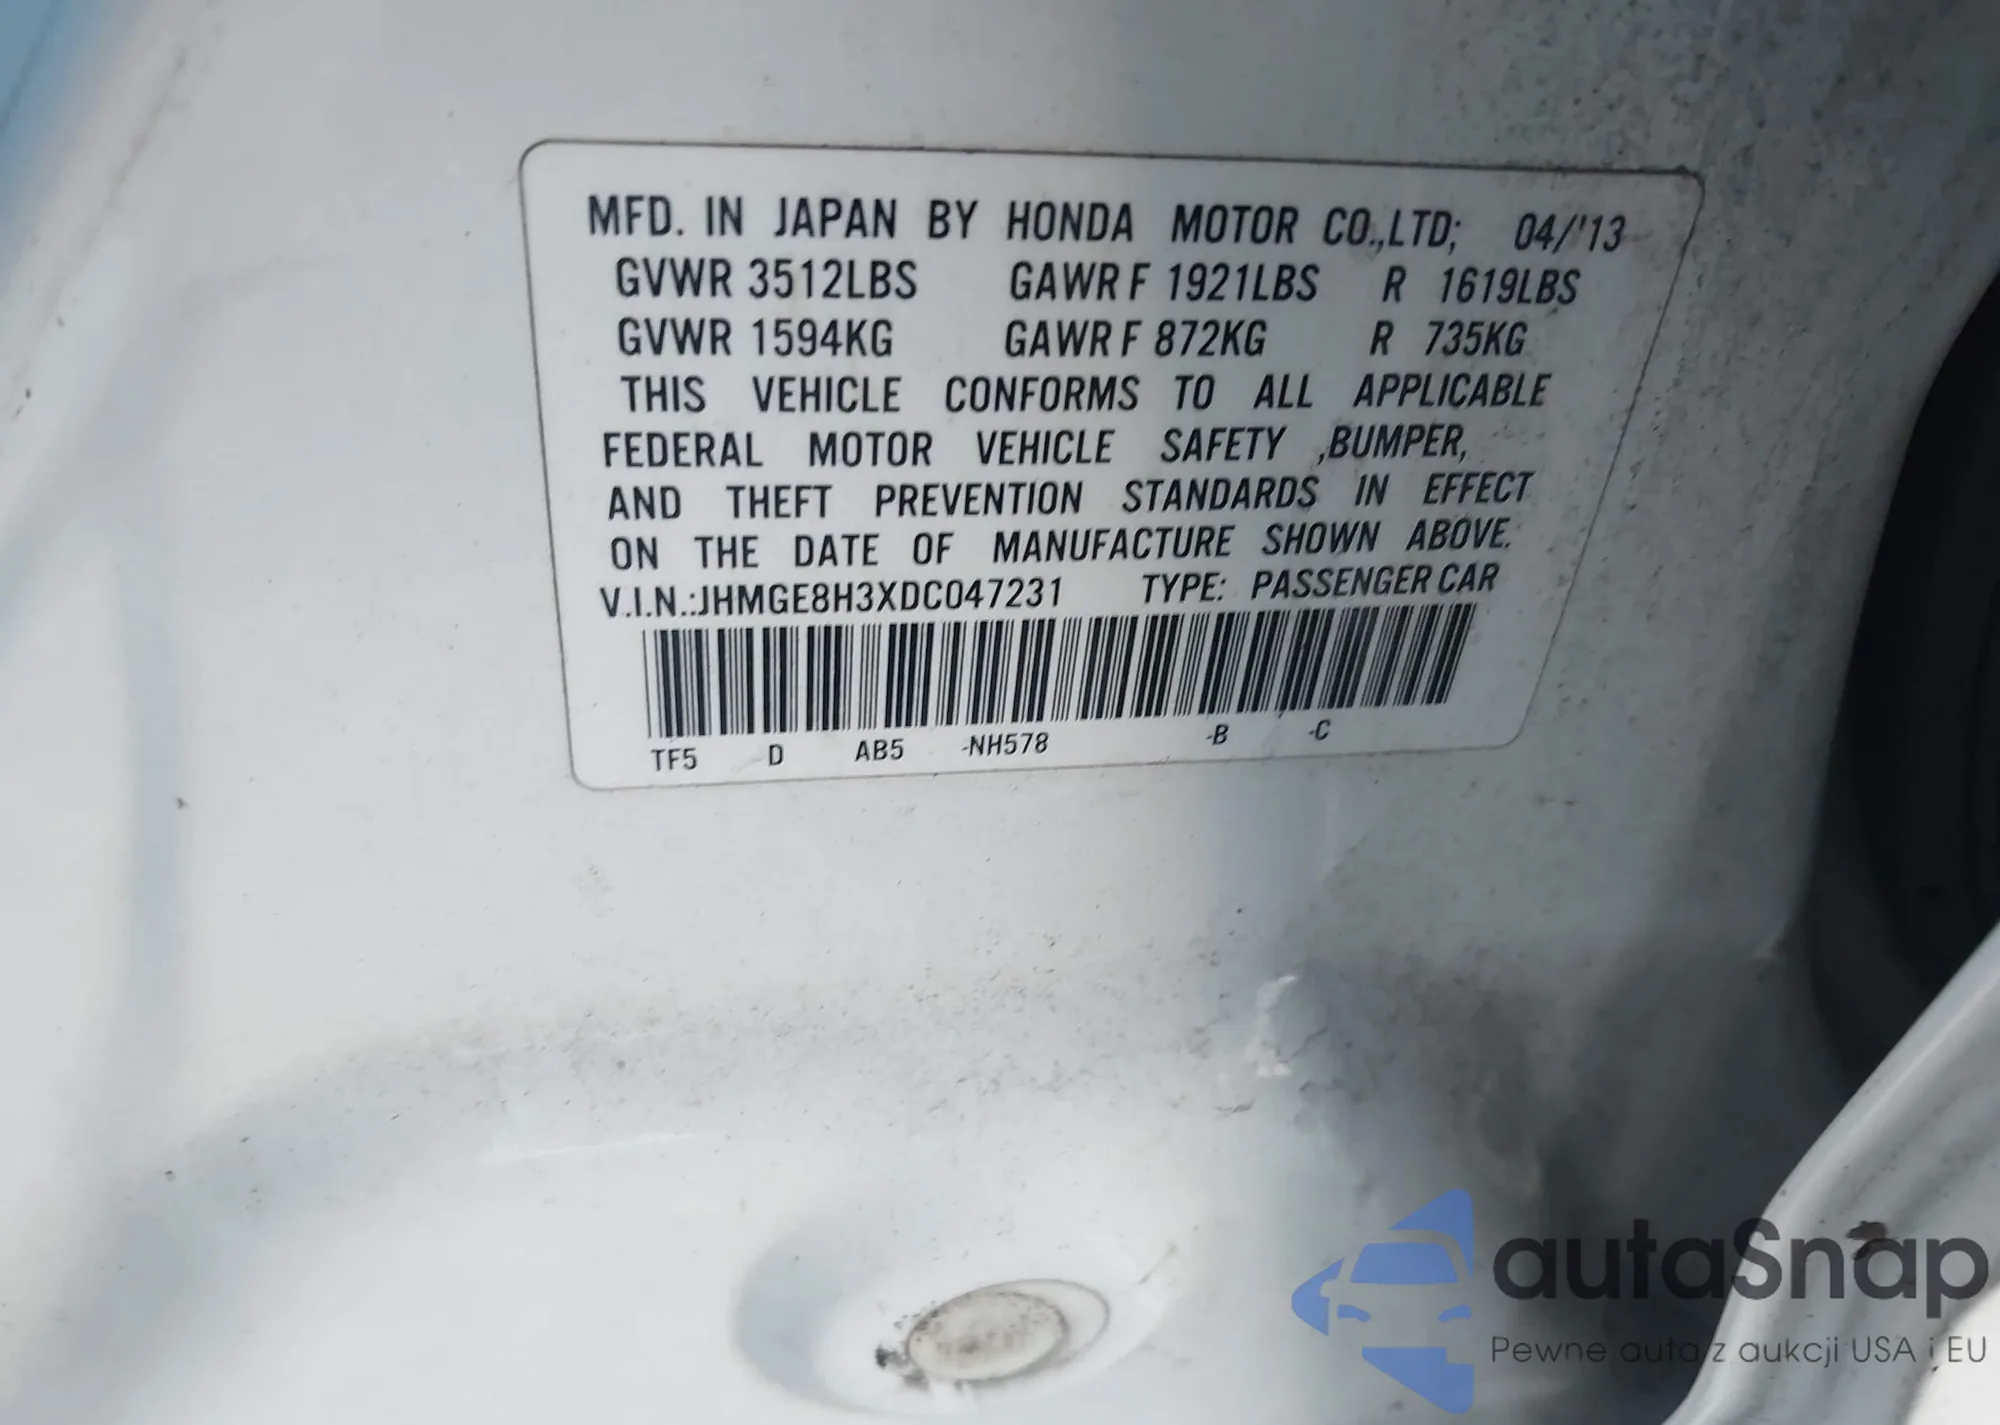 MFD. IN JAPAN BY HONDA MOTOR CO.,LTD; 04/'13
GVWR 3512LBS GAWR F 1921LBS R 1619LBS
GVWR 1594KG GAWR F 872KG R 735KG
THIS VEHICLE CONFORMS TO ALL APPLICABLE
FEDERAL MOTOR VEHICLE SAFETY ,BUMPER,
AND THEFT PREVENTION STANDARDS IN EFFECT
ON THE DATE OF MANUFACTURE SHOWN ABOVE.
V.I.N.:JHMGE8H3XDC047231 TYPE: PASSENGER CAR
TF5 D AB5 -NH578 -B -C
autaSnap
Pewne auta z aukcji USA i EU